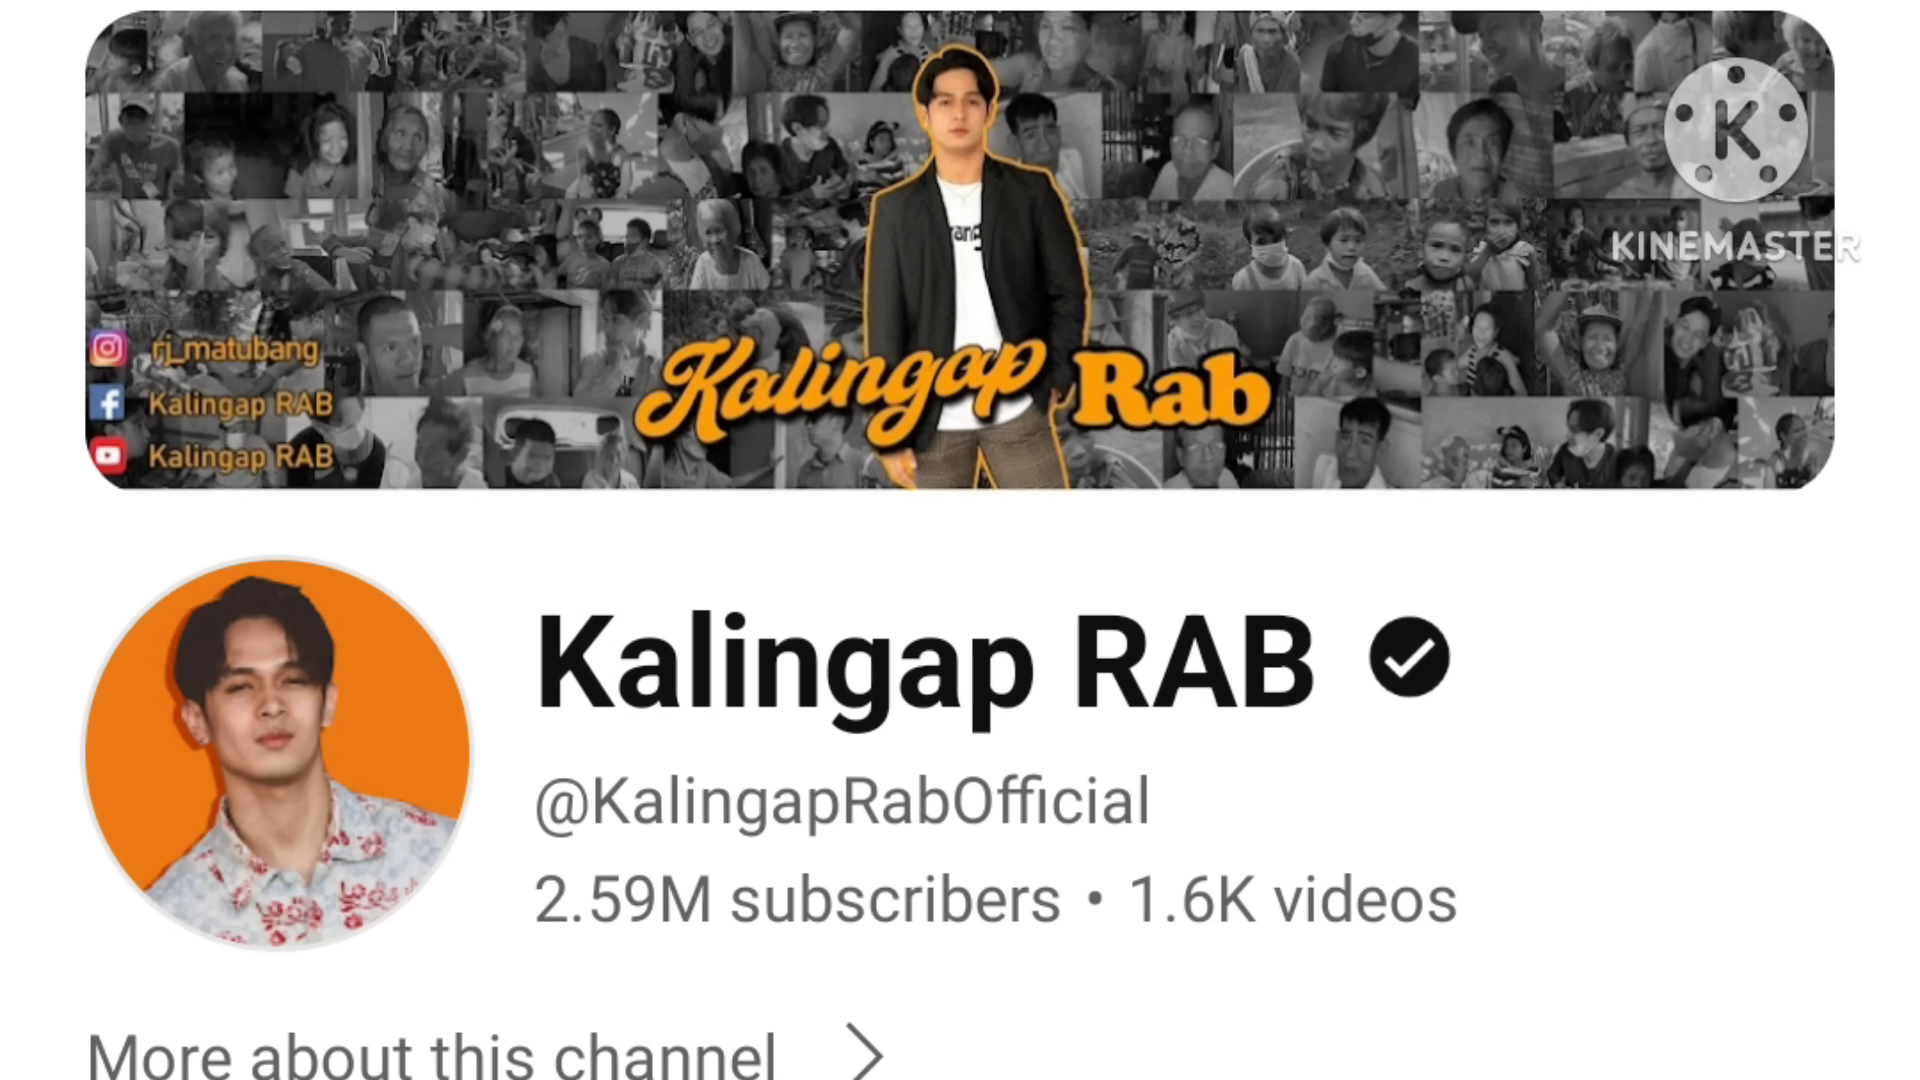 K
KINEMASTER
rj_matubang
Kalingap RAB
Kalingap RAB
Kalingap Rab
Kalingap RAB
@KalingapRabOfficial
2.59M subscribers • 1.6K videos
More about this channel